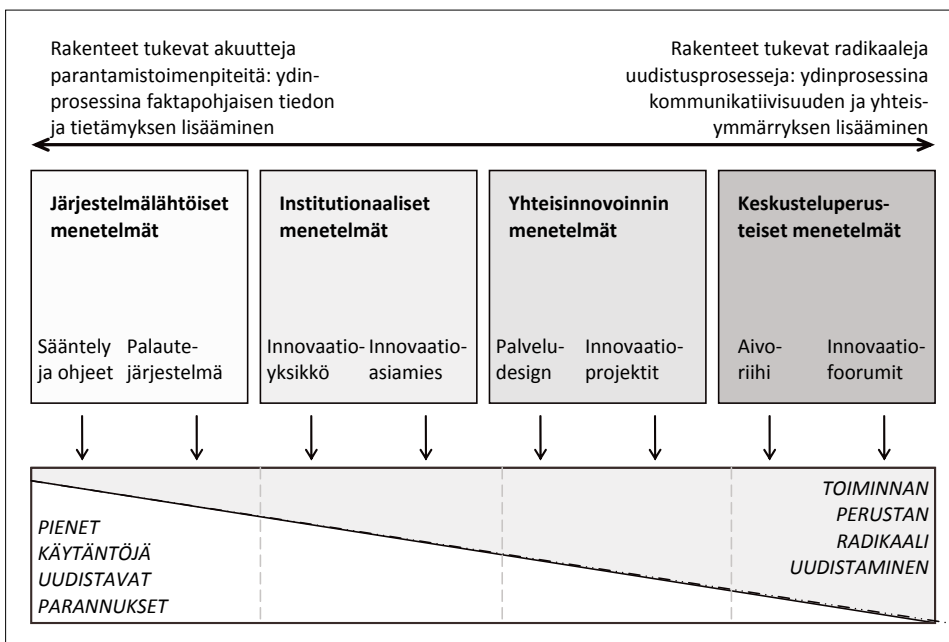 Rakenteet tukevat akuutteja
parantamistoimenpiteitä: ydin-
prosessina faktapohjaisen tiedon
ja tietämyksen lisääminen
Rakenteet tukevat radikaaleja
uudistusprosesseja: ydinprosessina
kommunikatiivisuuden ja yhteis-
ymmärryksen lisääminen
Järjestelmälähtöiset
menetelmät
Sääntely
ja ohjeet
Palaute-
järjestelmä
Institutionaaliset
menetelmät
Innovaatio-
yksikkö
Innovaatio-
asiamies
Yhteisinnovoinnin
menetelmät
Palvelu-
design
Innovaatio-
projektit
Keskusteluperus-
teiset menetelmät
Aivo-
riihi
Innovaatio-
foorumit
PIENET
KÄYTÄNTÖJÄ
UUDISTAVAT
PARANNUKSET
TOIMINNAN
PERUSTAN
RADIKAALI
UUDISTAMINEN